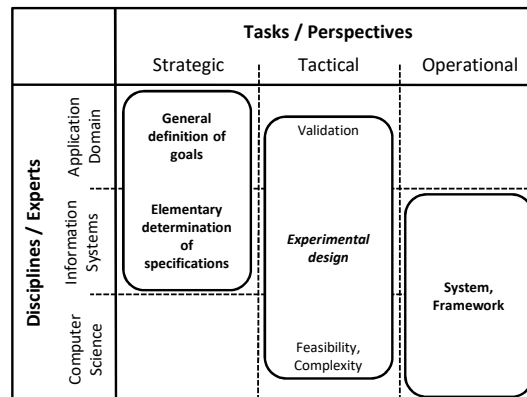 Tasks / Perspectives
Strategic
Tactical
Operational
Disciplines / Experts
Application
Domain
Information
Systems
Computer
Science
General
definition of
goals
Elementary
determination
of
specifications
Validation
Experimental
design
Feasibility,
Complexity
System,
Framework